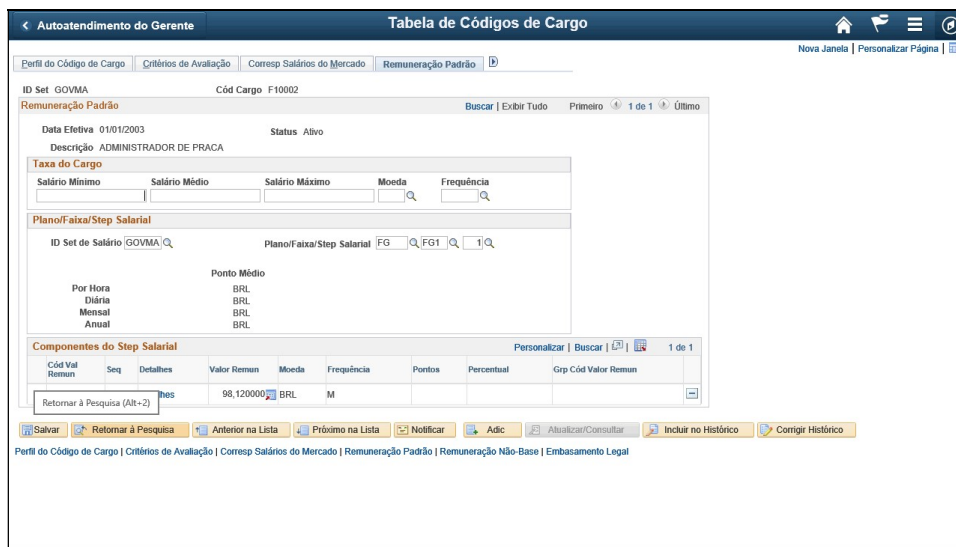 Autoatendimento do Gerente
Tabela de Códigos de Cargo
Nova Janela | Personalizar Página |
Perfil do Código de Cargo
Critérios de Avaliação
Corresp Salários do Mercado
Remuneração Padrão
ID Set GOVMA
Cód Cargo F10002
Remuneração Padrão
Buscar | Exibir Tudo
Primeiro 1 de 1 Último
Data Efetiva 01/01/2003
Status Ativo
Descrição ADMINISTRADOR DE PRACA
Taxa do Cargo
Salário Mínimo
Salário Médio
Salário Máximo
Moeda
Frequência
Plano/Faixa/Step Salarial
ID Set de Salário GOVMA
Plano/Faixa/Step Salarial FG FG1 1
Ponto Médio
Por Hora BRL
Diária BRL
Mensal BRL
Anual BRL
Componentes do Step Salarial
Personalizar | Buscar | | 1 de 1
Cód Val Remun
Seq
Detalhes
Valor Remun
Moeda
Frequência
Pontos
Percentual
Grp Cód Valor Remun
hes
98,120000
BRL
M
Retornar à Pesquisa (Alt+2)
Salvar
Retornar à Pesquisa
Anterior na Lista
Próximo na Lista
Notificar
Adic
Atualizar/Consultar
Incluir no Histórico
Corrigir Histórico
Perfil do Código de Cargo | Critérios de Avaliação | Corresp Salários do Mercado | Remuneração Padrão | Remuneração Não-Base | Embasamento Legal